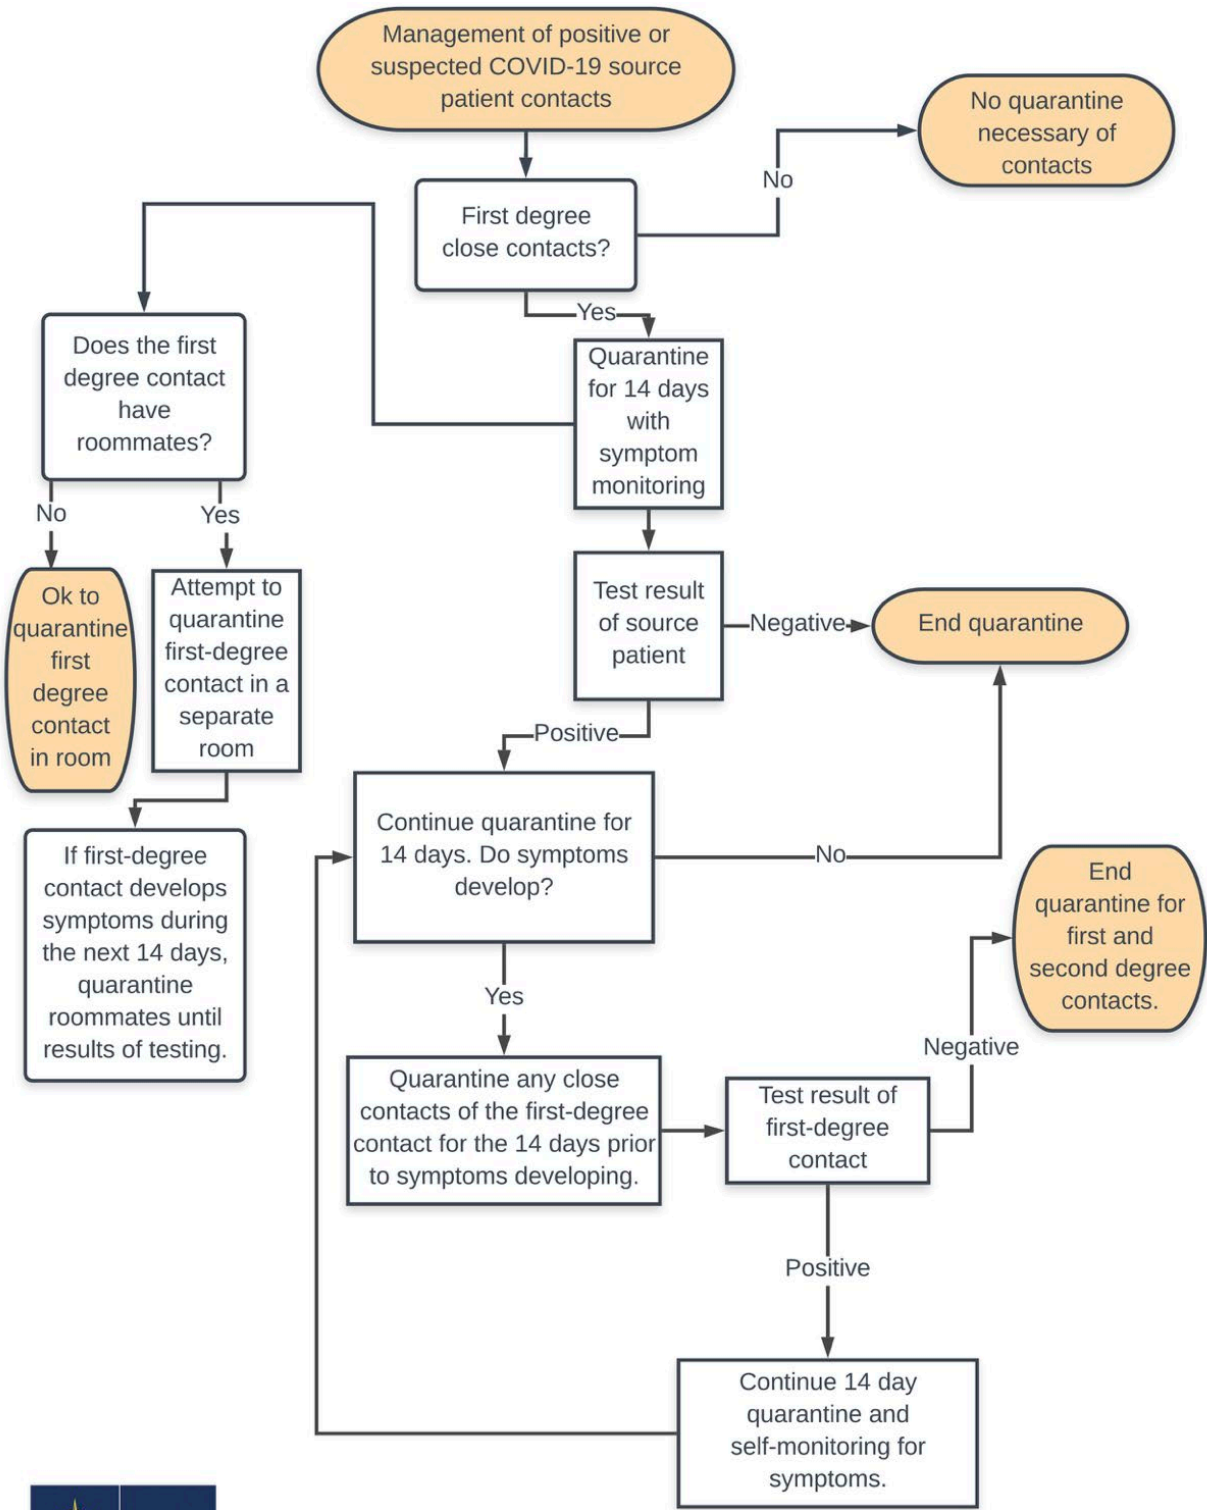 Management of positive or
suspected COVID-19 source
patient contacts
No quarantine
necessary of
contacts
No
First degree
close contacts?
Yes
Does the first
degree contact
have
roommates?
Quarantine
for 14 days
with
symptom
monitoring
No
Yes
Ok to
quarantine
first
degree
contact
in room
Attempt to
quarantine
first-degree
contact in a
separate
room
Test result
of source
patient
Negative
End quarantine
Positive
If first-degree
contact develops
symptoms during
the next 14 days,
quarantine
roommates until
results of testing.
Continue quarantine for
14 days. Do symptoms
develop?
No
End
quarantine for
first and
second degree
contacts.
Yes
Negative
Quarantine any close
contacts of the first-degree
contact for the 14 days prior
to symptoms developing.
Test result of
first-degree
contact
Positive
Continue 14 day
quarantine and
self-monitoring for
symptoms.